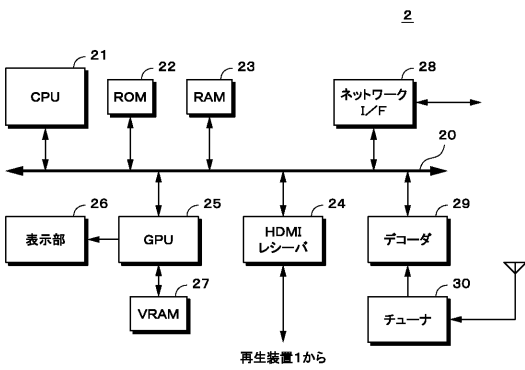 2
21
22
23
28
CPU
ROM
RAM
ネットワーク
I/F
20
26
25
24
29
表示部
GPU
HDMI
レシーバ
デコーダ
27
30
VRAM
チューナ
再生装置1から